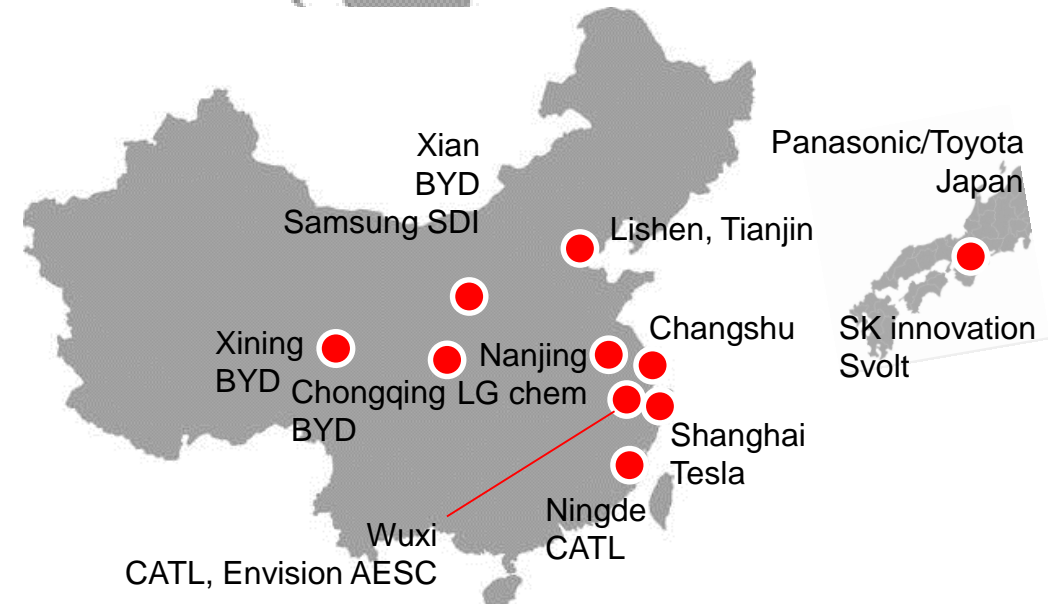 Xian
BYD
Samsung SDI
Panasonic/Toyota
Japan
Lishen, Tianjin
Changshu
SK innovation
Svolt
Xining
BYD
Nanjing
LG chem
Chongqing
BYD
Shanghai
Tesla
Ningde
CATL
Wuxi
CATL, Envision AESC